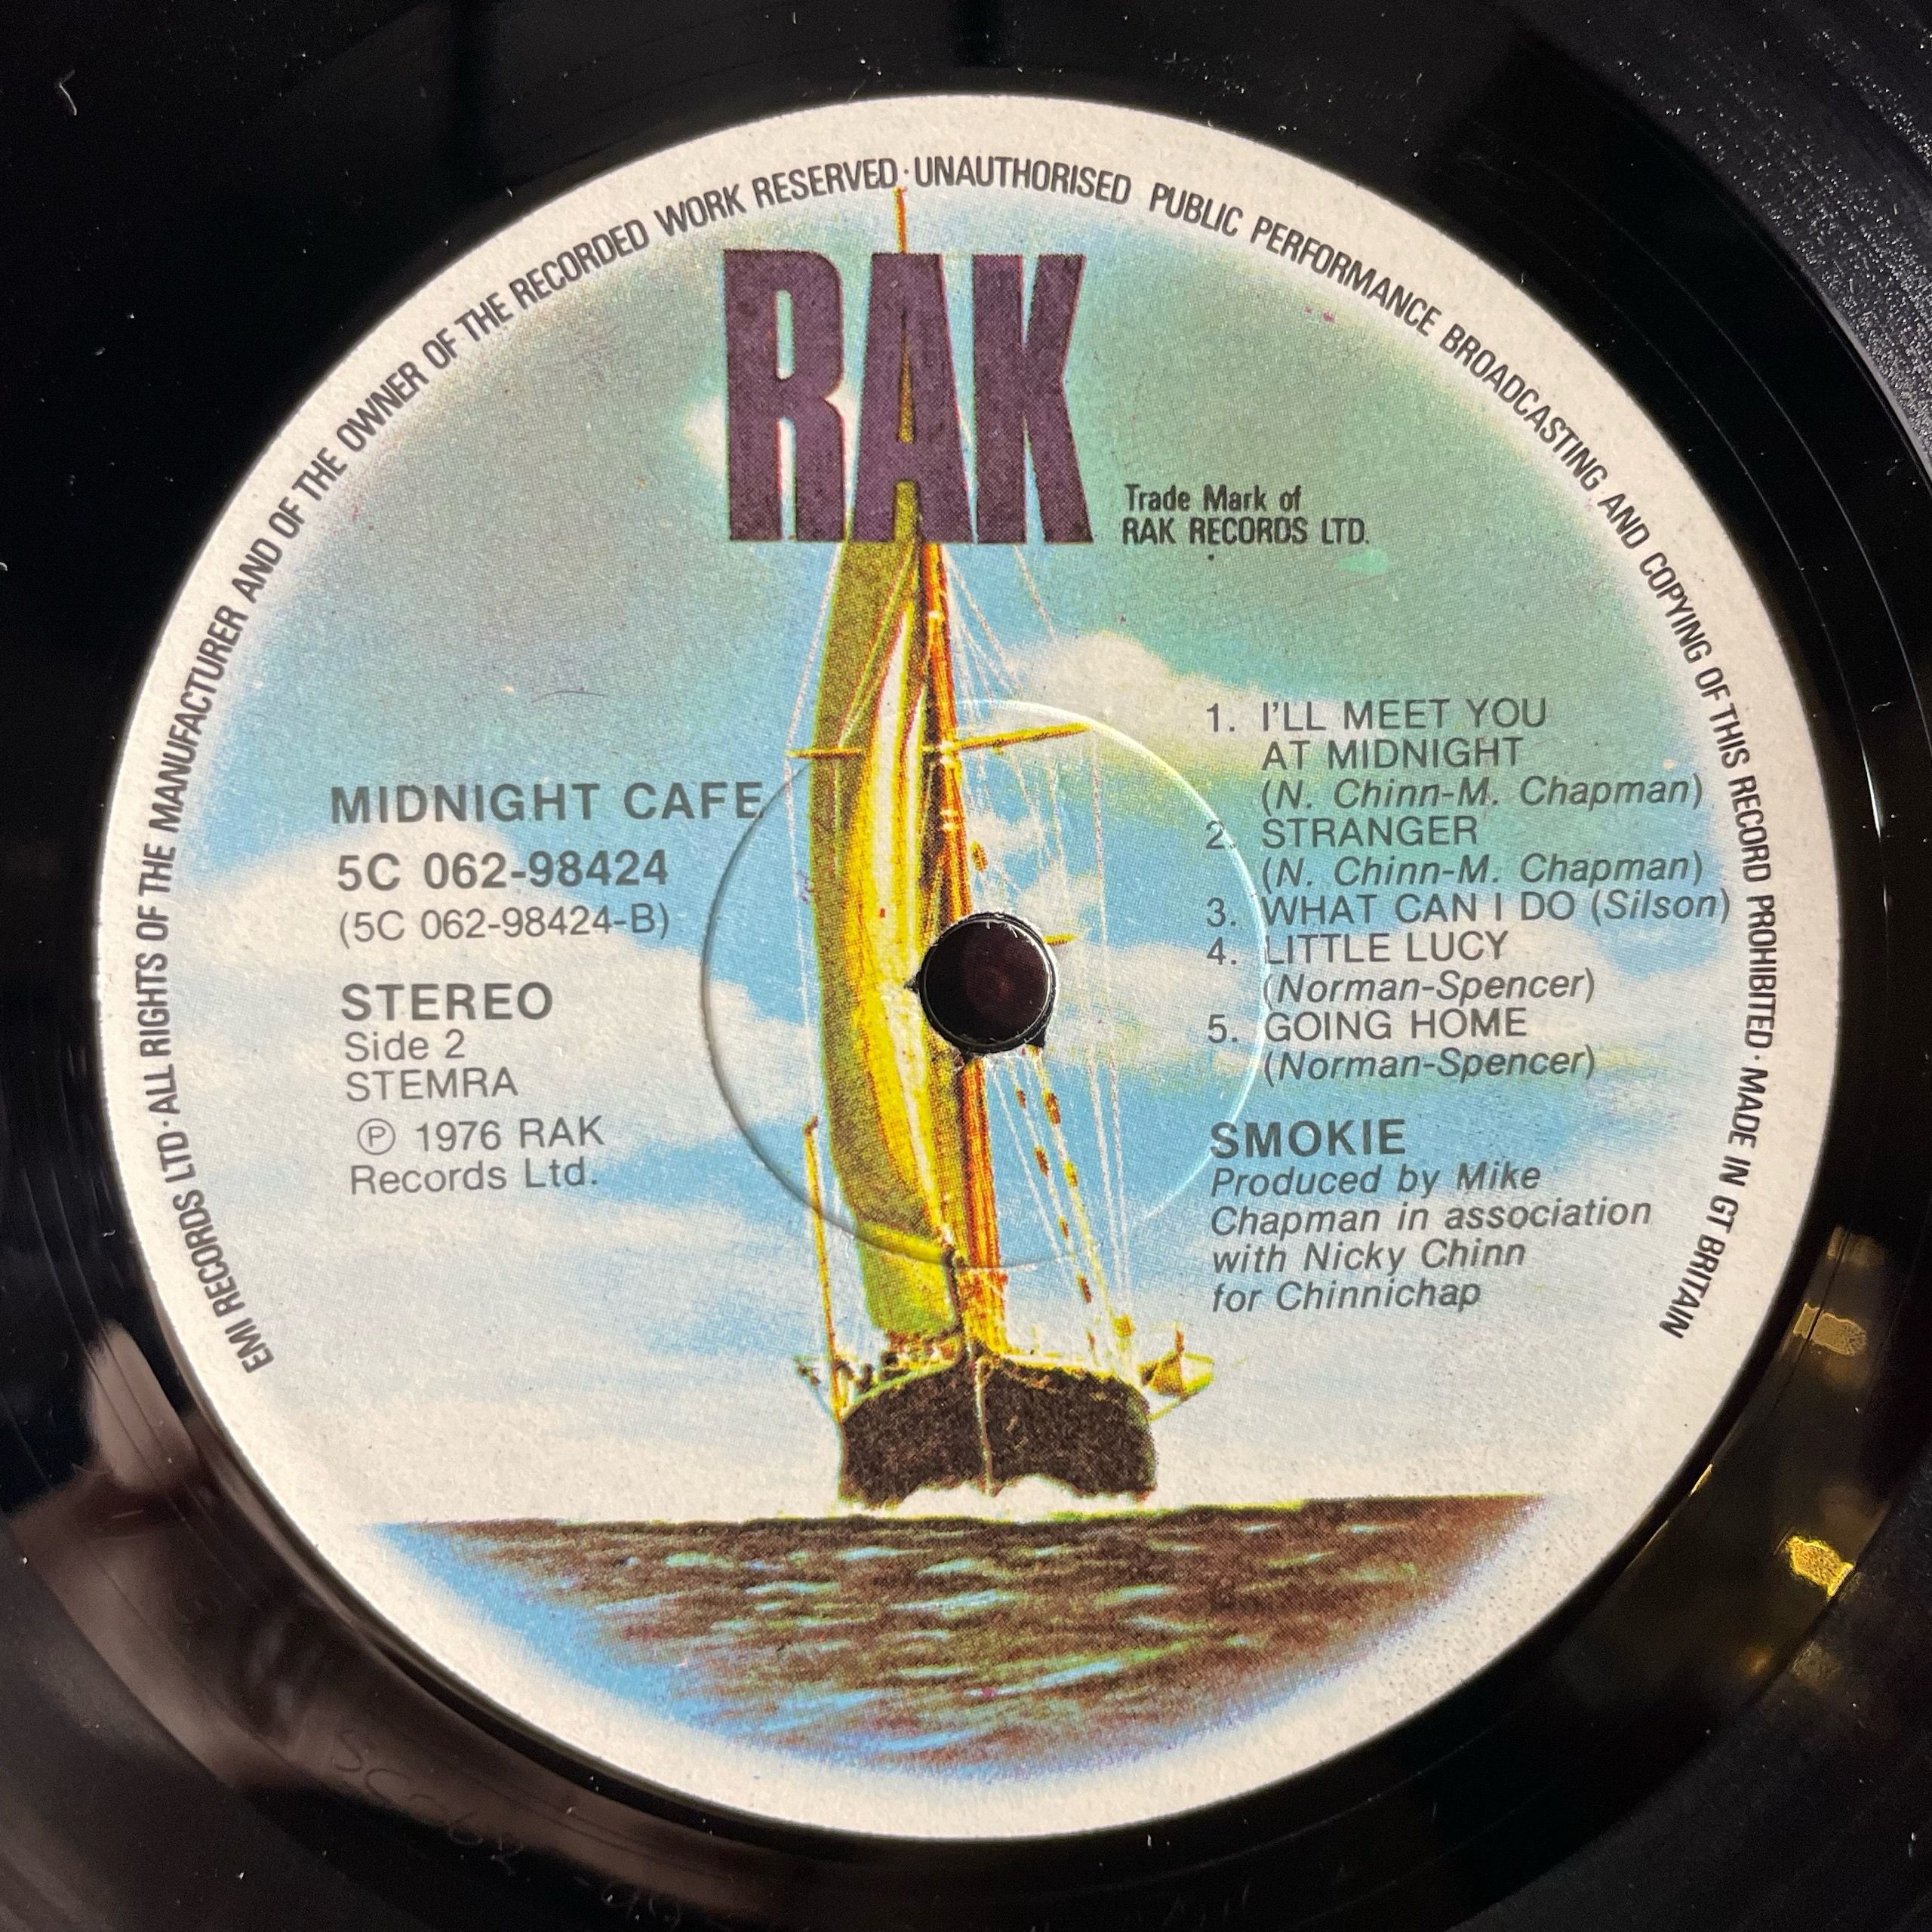 EMI RECORDS LTD · ALL RIGHTS OF THE MANUFACTURER AND OF THE OWNER OF THE RECORDED WORK RESERVED · UNAUTHORISED PUBLIC PERFORMANCE BROADCASTING AND COPYING OF THIS RECORD PROHIBITED · MADE IN GT BRITAIN
RAK
Trade Mark of
RAK RECORDS LTD.
MIDNIGHT CAFE
5C 062-98424
(5C 062-98424-B)
STEREO
Side 2
STEMRA
℗ 1976 RAK
Records Ltd.
1. I'LL MEET YOU
AT MIDNIGHT
(N. Chinn-M. Chapman)
2. STRANGER
(N. Chinn-M. Chapman)
3. WHAT CAN I DO (Silson)
4. LITTLE LUCY
(Norman-Spencer)
5. GOING HOME
(Norman-Spencer)
SMOKIE
Produced by Mike
Chapman in association
with Nicky Chinn
for Chinnichap